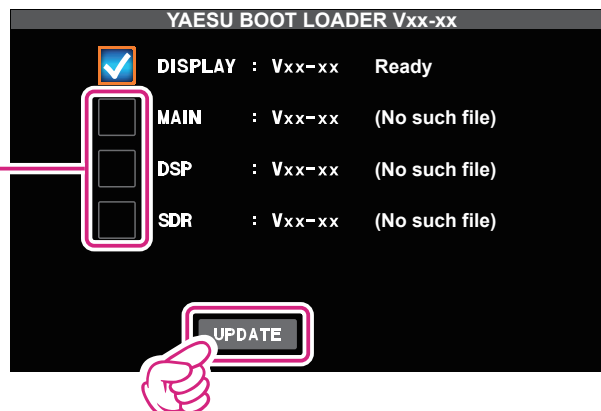 YAESU BOOT LOADER Vxx-xx
DISPLAY : Vxx-xx Ready
MAIN : Vxx-xx (No such file)
DSP : Vxx-xx (No such file)
SDR : Vxx-xx (No such file)
UPDATE